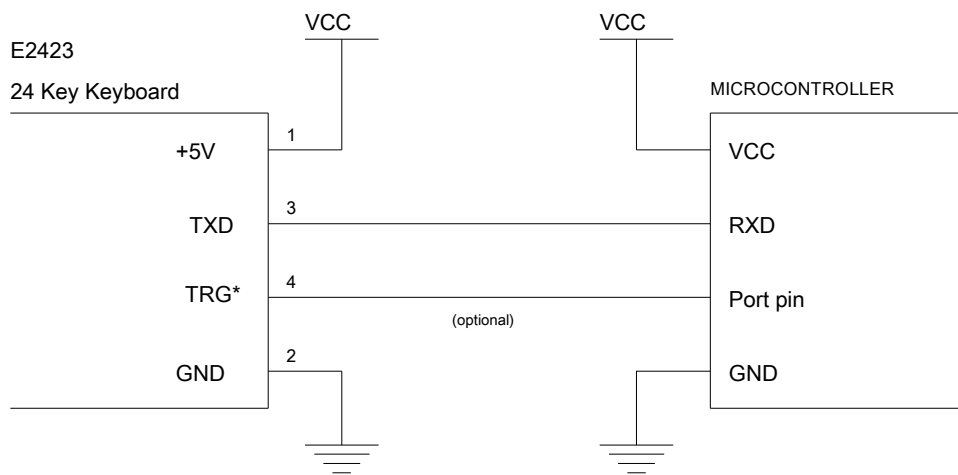 VCC
VCC
E2423
24 Key Keyboard
MICROCONTROLLER
+5V
1
VCC
TXD
3
RXD
TRG*
4
Port pin
(optional)
GND
2
GND